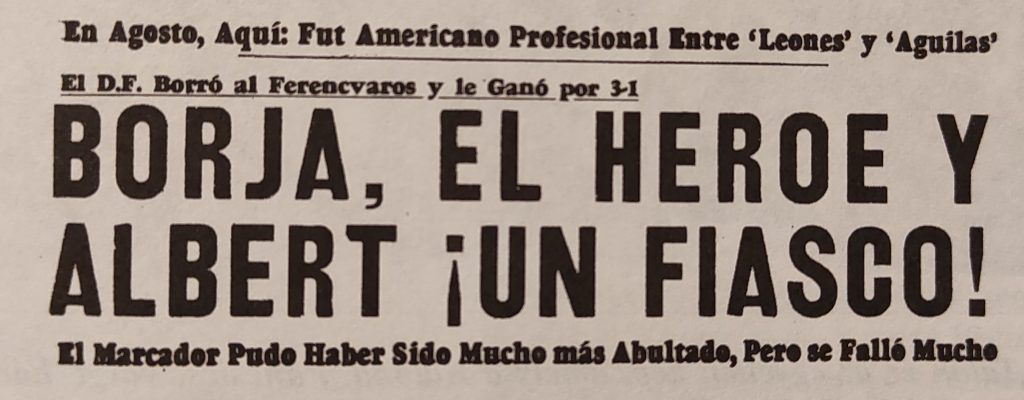 En Agosto, Aquí: Fut Americano Profesional Entre ‘Leones’ y ‘Aguilas’
El D.F. Borró al Ferencvaros y le Ganó por 3-1
BORJA, EL HEROE Y
ALBERT ¡UN FIASCO!
El Marcador Pudo Haber Sido Mucho más Abultado, Pero se Falló Mucho